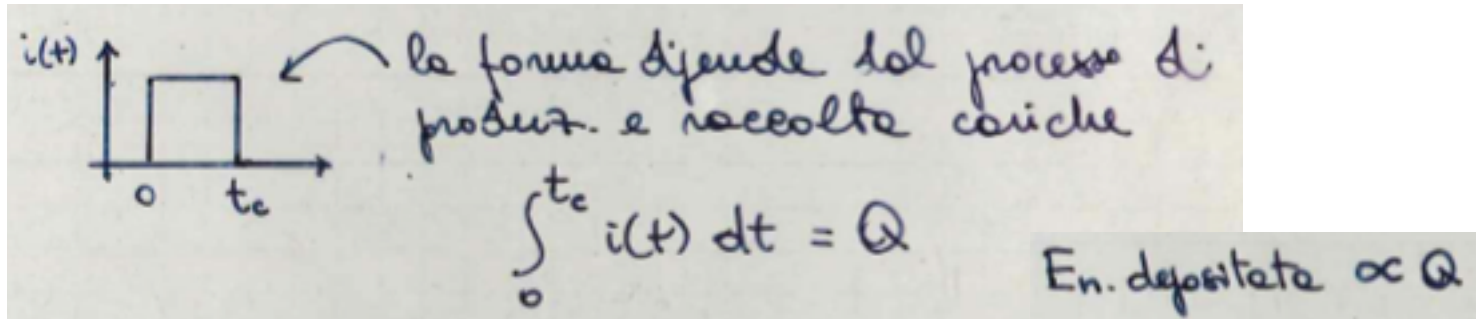 i(t)
la forma dipende dal processo di
produz. e raccolta cariche
0 tc
∫0^tc i(t) dt = Q
En. depositata ∝ Q